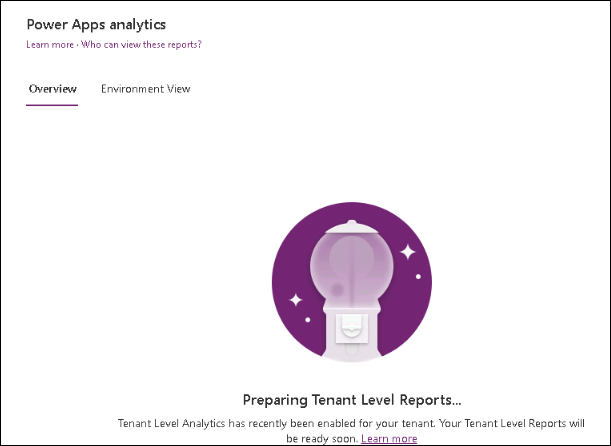 Power Apps analytics
Learn more · Who can view these reports?
Overview Environment View
Preparing Tenant Level Reports...
Tenant Level Analytics has recently been enabled for your tenant. Your Tenant Level Reports will
be ready soon. Learn more